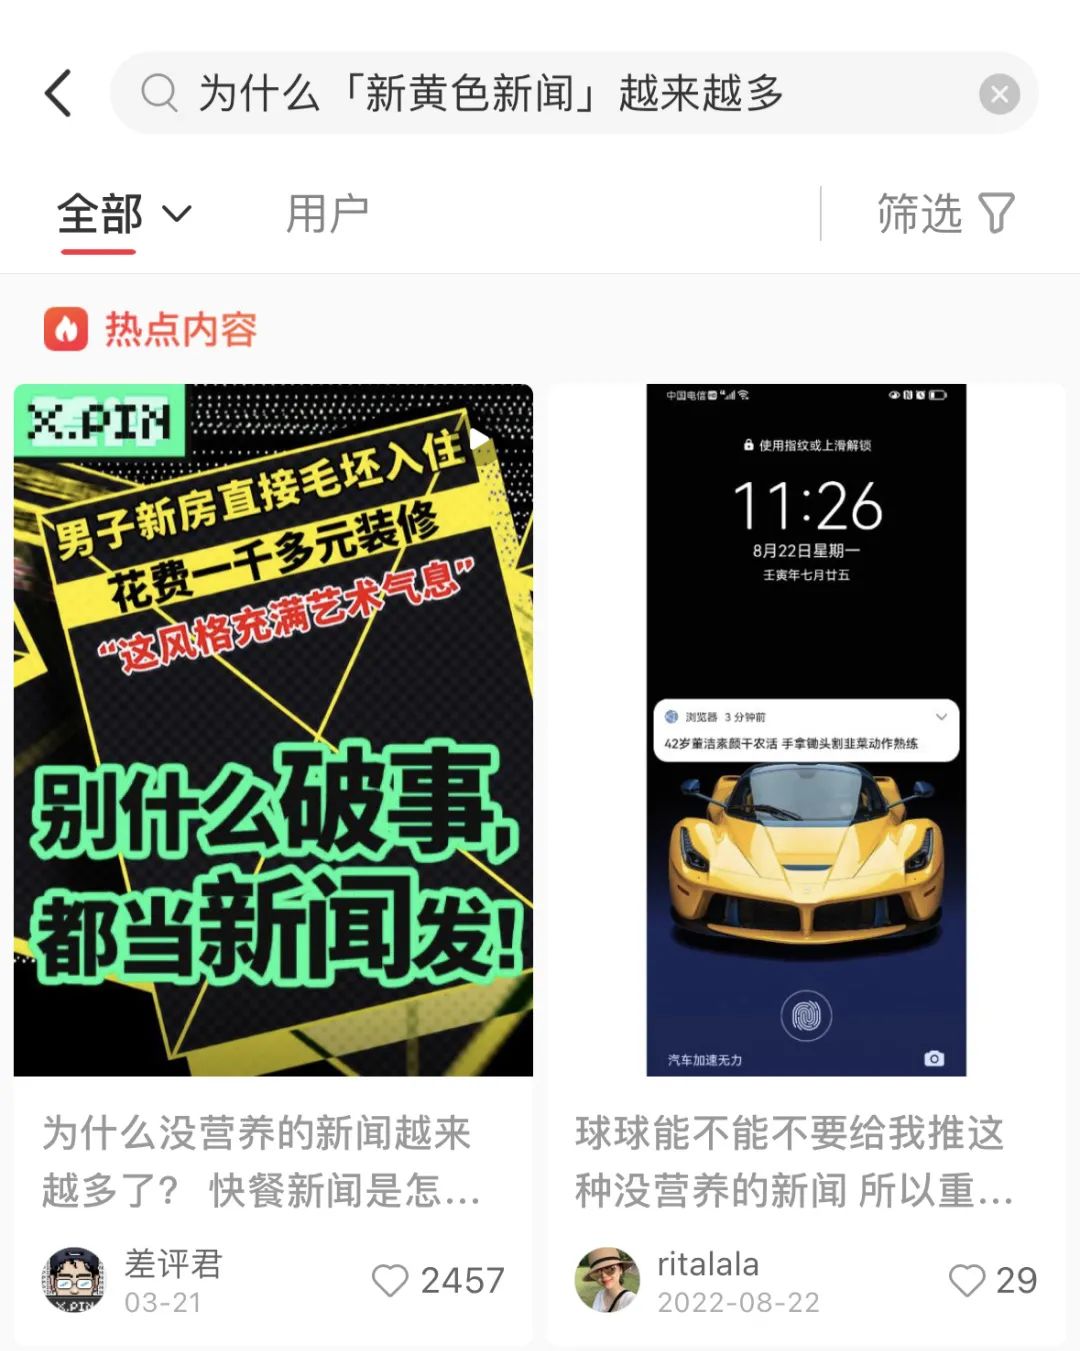 为什么「新黄色新闻」越来越多
全部
用户
筛选
热点内容
X.PIN
男子新房直接毛坯入住
花费一千多元装修
“这风格充满艺术气息”
别什么破事,
都当新闻发!
为什么没营养的新闻越来
越多了? 快餐新闻是怎...
差评君
03-21
2457
中国电信
使用指纹或上滑解锁
11:26
8月22日星期一
壬寅年七月廿五
浏览器 3 分钟前
42岁董洁素颜干农活 手拿锄头割韭菜动作熟练
汽车加速无力
球球能不能不要给我推这
种没营养的新闻 所以重...
ritalala
2022-08-22
29